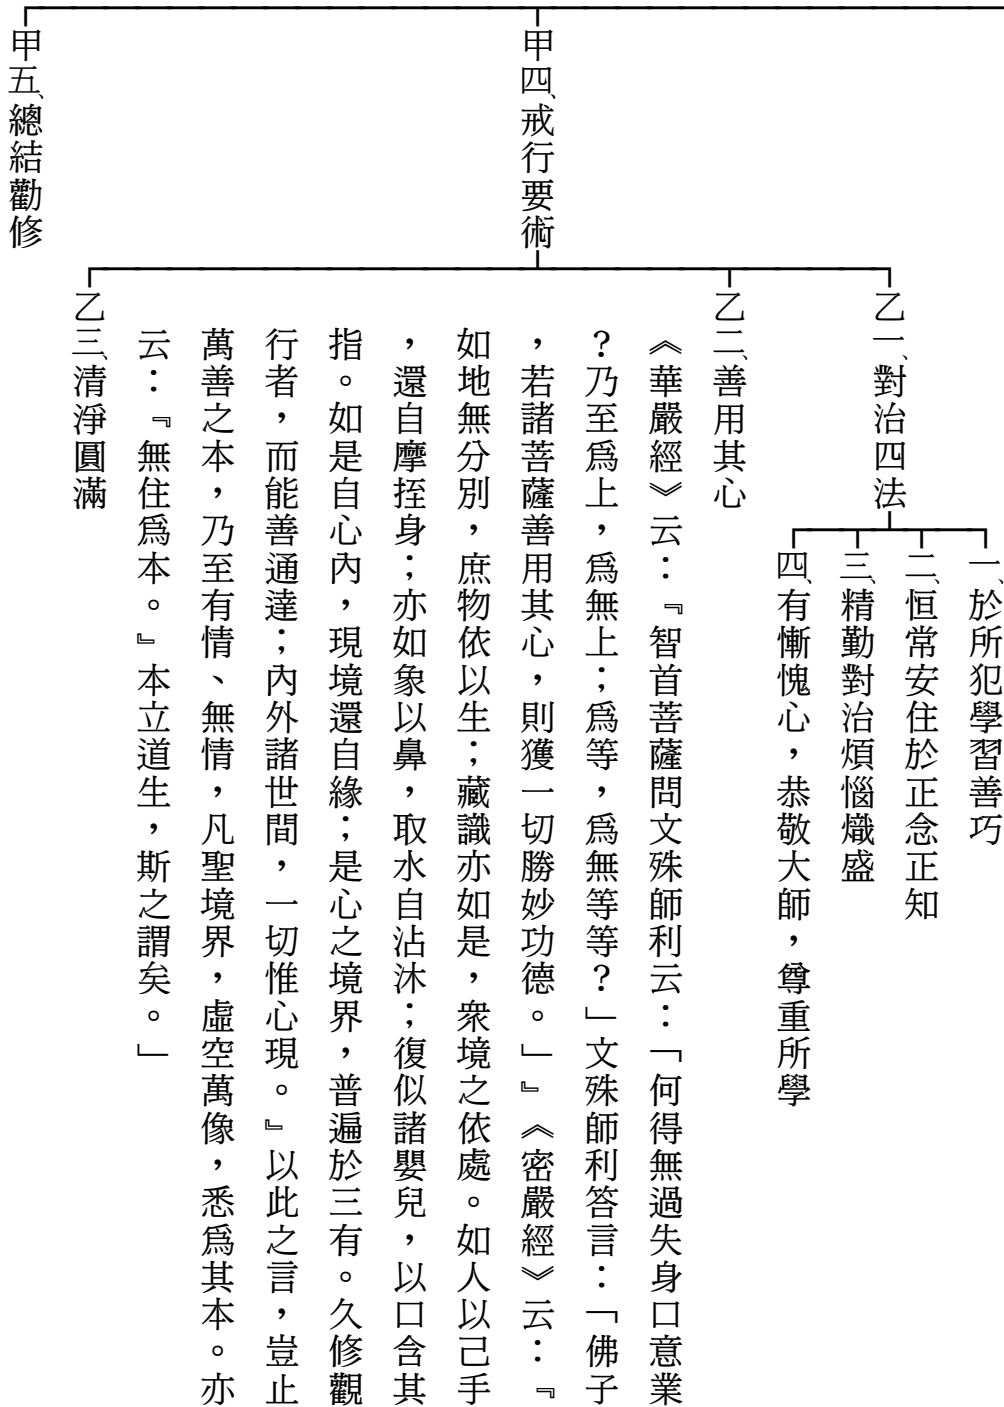 甲四、戒行要術
乙一、對治四法
一、於所犯學習善巧
二、恒常安住於正念正知
三、精勤對治煩惱熾盛
四、有慚愧心，恭敬大師，尊重所學
乙二、善用其心
《華嚴經》云：『智首菩薩問文殊師利云：「何得無過失身口意業
？乃至爲上，爲無上；爲等，爲無等等？」文殊師利答言：「佛子
，若諸菩薩善用其心，則獲一切勝妙功德。」』《密嚴經》云：『
如地無分別，庶物依以生；藏識亦如是，衆境之依處。如人以己手
，還自摩挃身；亦如象以鼻，取水自沾沐；復似諸嬰兒，以口含其
指。如是自心內，現境還自緣；是心之境界，普遍於三有。久修觀
行者，而能善通達；內外諸世間，一切惟心現。』以此之言，豈止
萬善之本，乃至有情、無情，凡聖境界，虛空萬像，悉爲其本。亦
云：『無住爲本。』本立道生，斯之謂矣。」
乙三、清淨圓滿
甲五、總結勸修